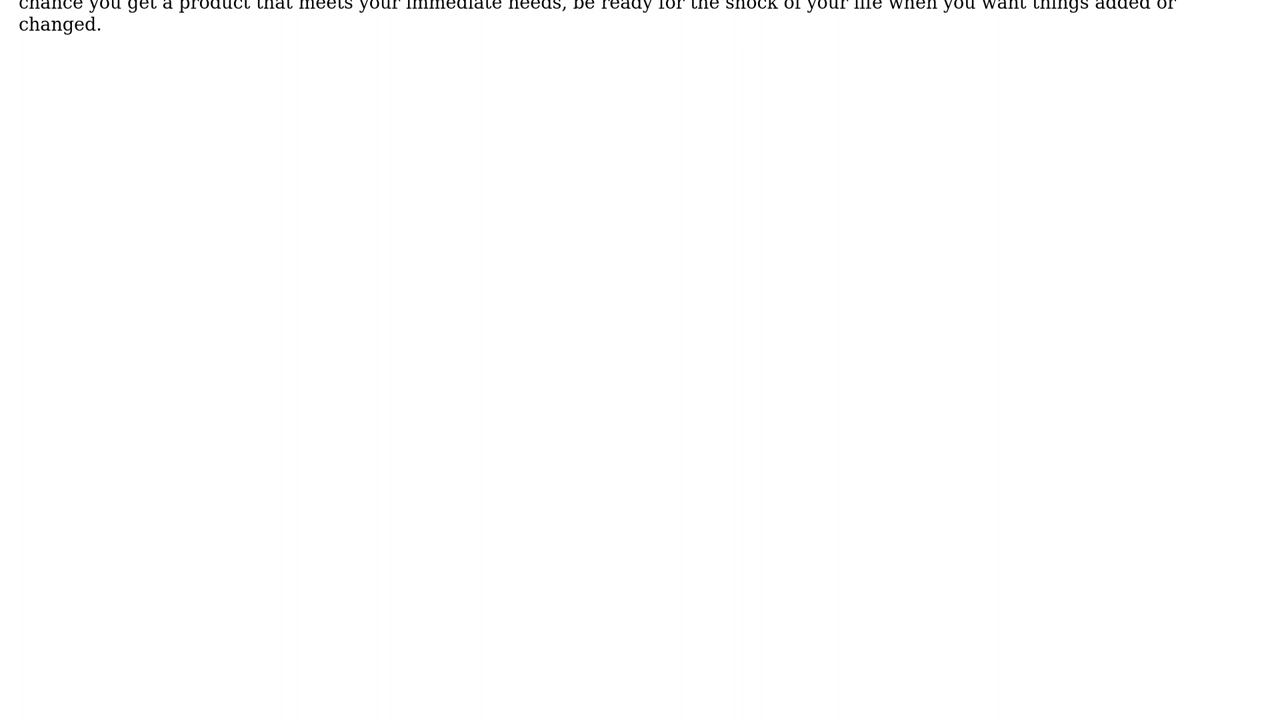 chance you get a product that meets your immediate needs, be ready for the shock of your life when you want things added or
changed.